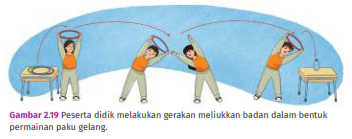 Gambar 2.19 Peserta didik melakukan gerakan meliukkan badan dalam bentuk
permainan paku gelang.